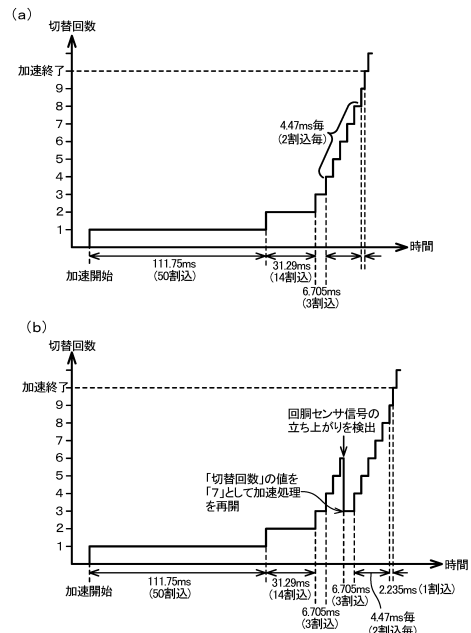 (a)
切替回数
加速終了
9
8
7
6
5
4
3
2
1
4.47ms毎
(2割込毎)
時間
加速開始
111.75ms
(50割込)
31.29ms
(14割込)
6.705ms
(3割込)
(b)
切替回数
加速終了
9
8
7
6
5
4
3
2
1
回胴センサ信号の
立ち上がりを検出
「切替回数」の値を
「7」として加速処理
を再開
時間
加速開始
111.75ms
(50割込)
31.29ms
(14割込)
6.705ms
(3割込)
6.705ms
(3割込)
2.235ms(1割込)
4.47ms毎
(2割込毎)